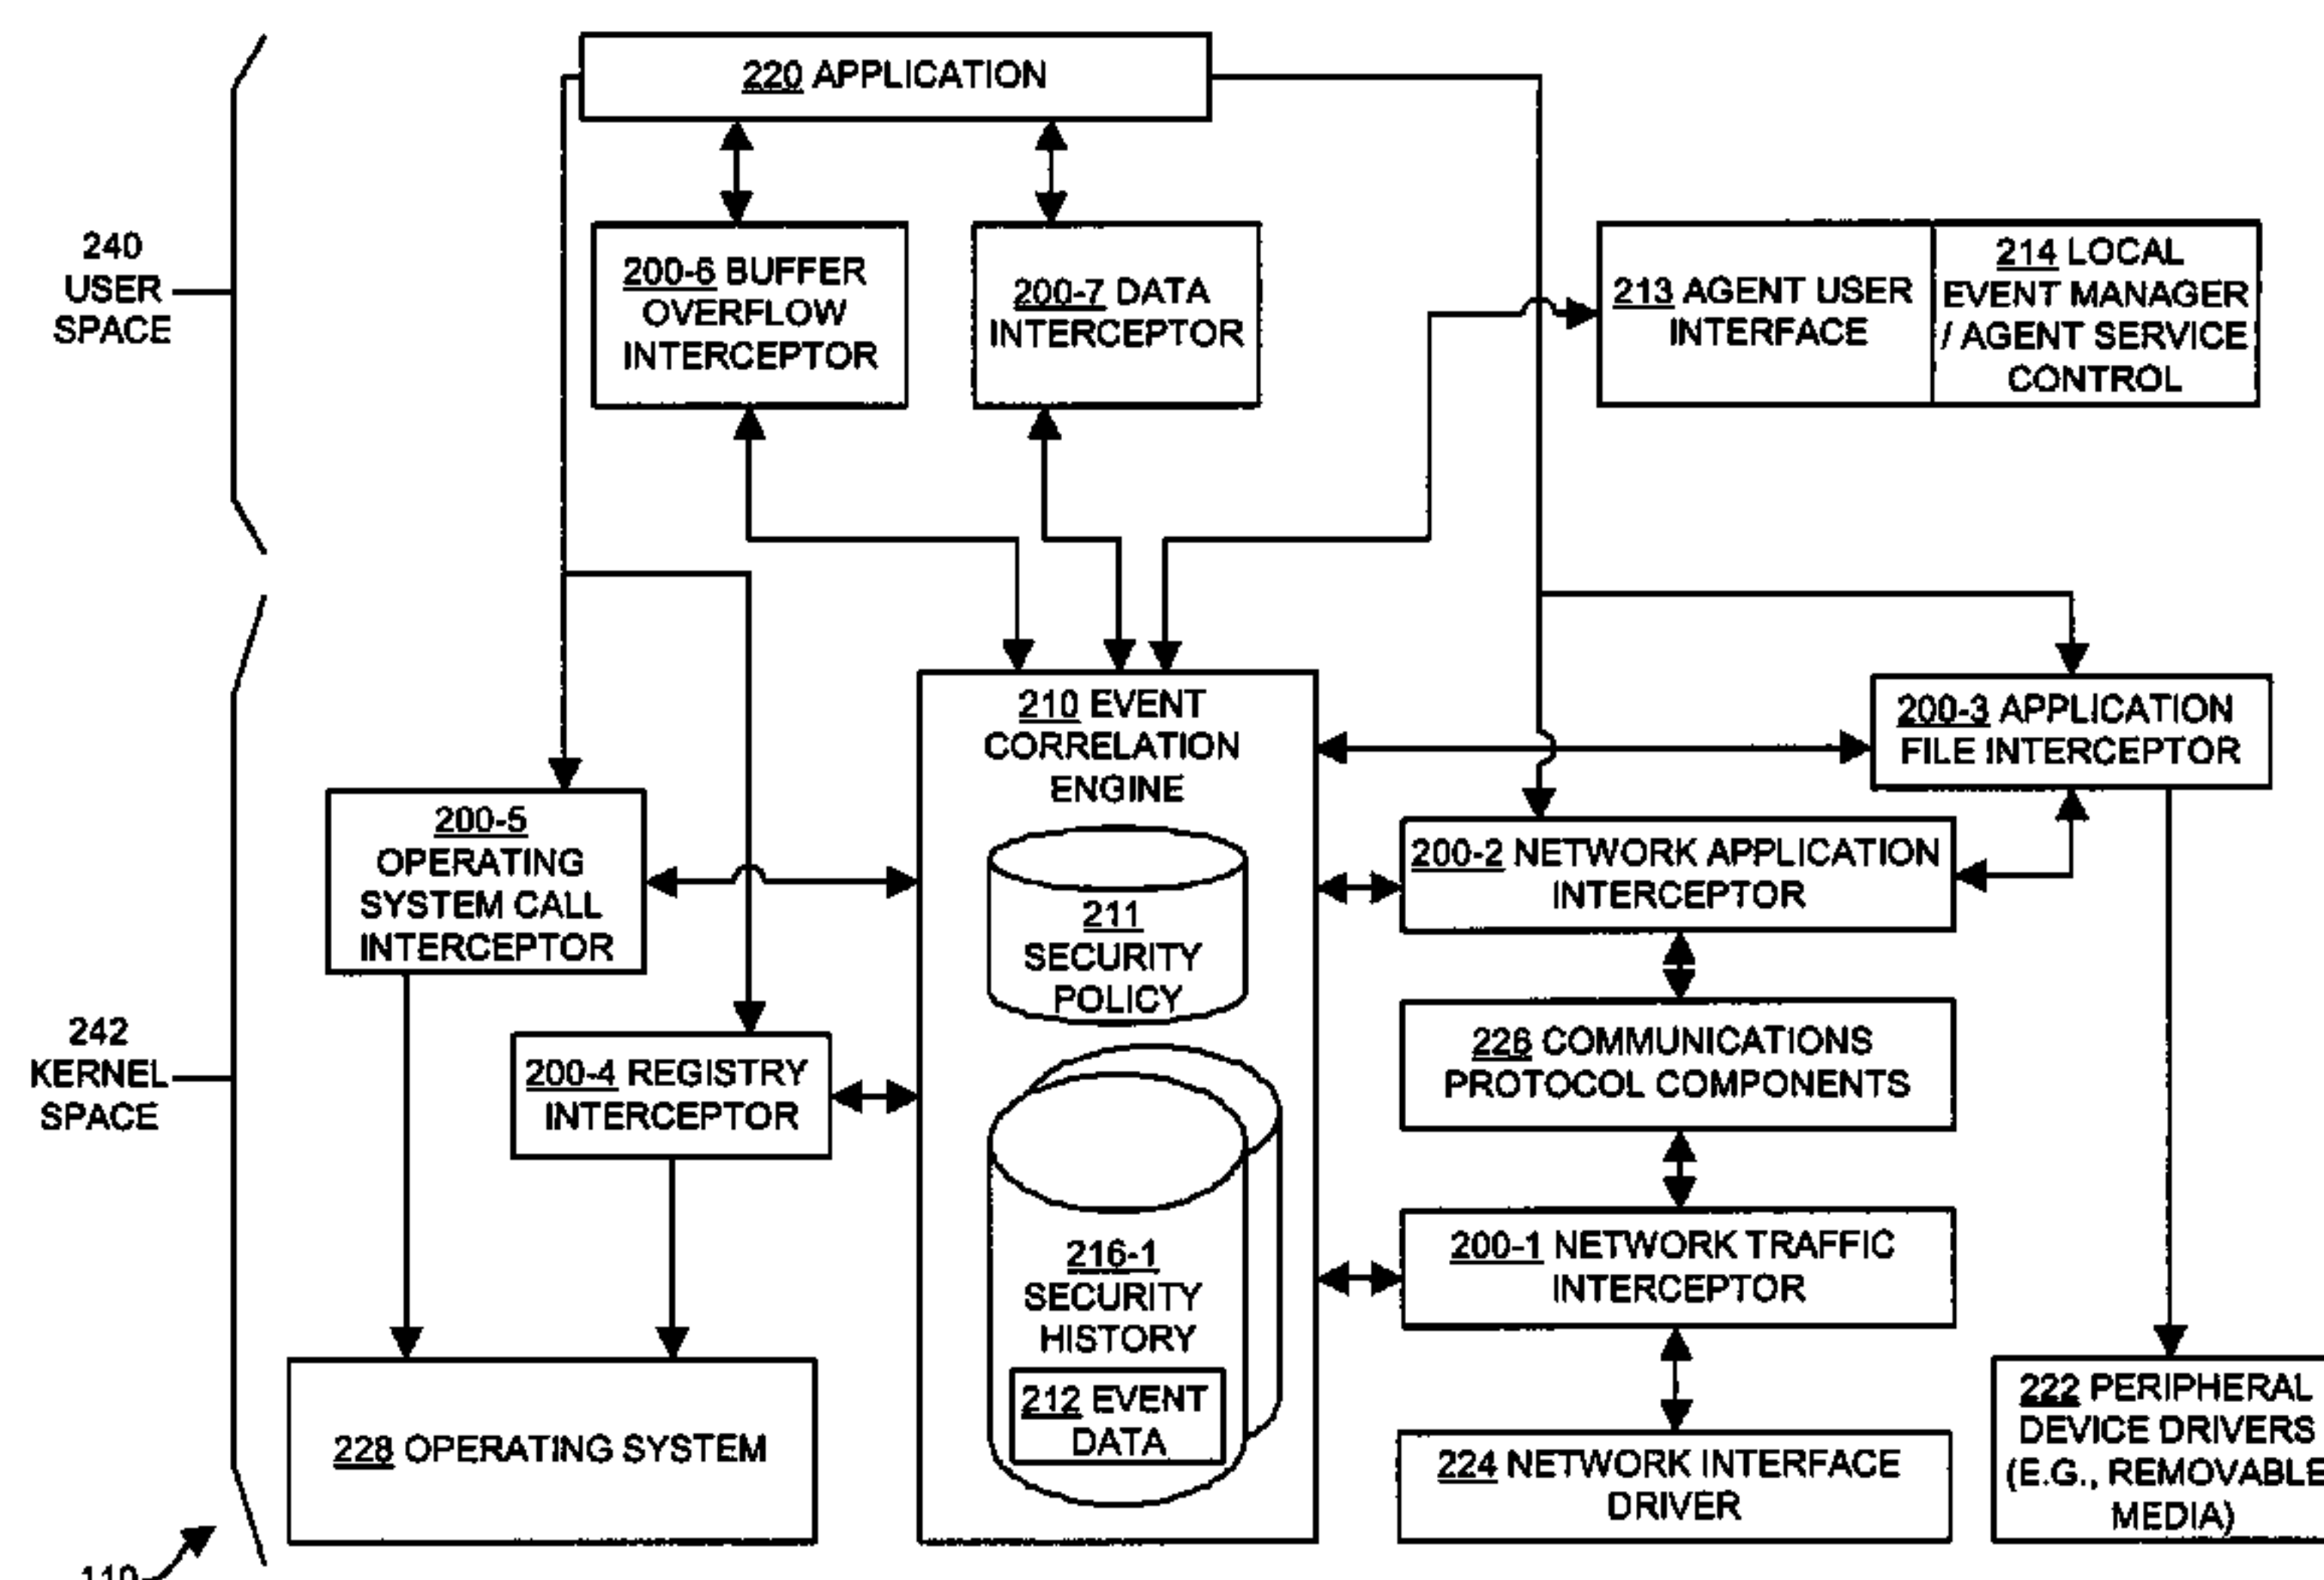 220 APPLICATION
240
USER
SPACE
200-6 BUFFER
OVERFLOW
INTERCEPTOR
200-7 DATA
INTERCEPTOR
213 AGENT USER
INTERFACE
214 LOCAL
EVENT MANAGER
/ AGENT SERVICE
CONTROL
210 EVENT
CORRELATION
ENGINE
200-3 APPLICATION
FILE INTERCEPTOR
200-5
OPERATING
SYSTEM CALL
INTERCEPTOR
200-2 NETWORK APPLICATION
INTERCEPTOR
211
SECURITY
POLICY
242
KERNEL
SPACE
200-4 REGISTRY
INTERCEPTOR
226 COMMUNICATIONS
PROTOCOL COMPONENTS
216-1
SECURITY
HISTORY
200-1 NETWORK TRAFFIC
INTERCEPTOR
212 EVENT
DATA
228 OPERATING SYSTEM
224 NETWORK INTERFACE
DRIVER
222 PERIPHERAL
DEVICE DRIVERS
(E.G., REMOVABLE
MEDIA)